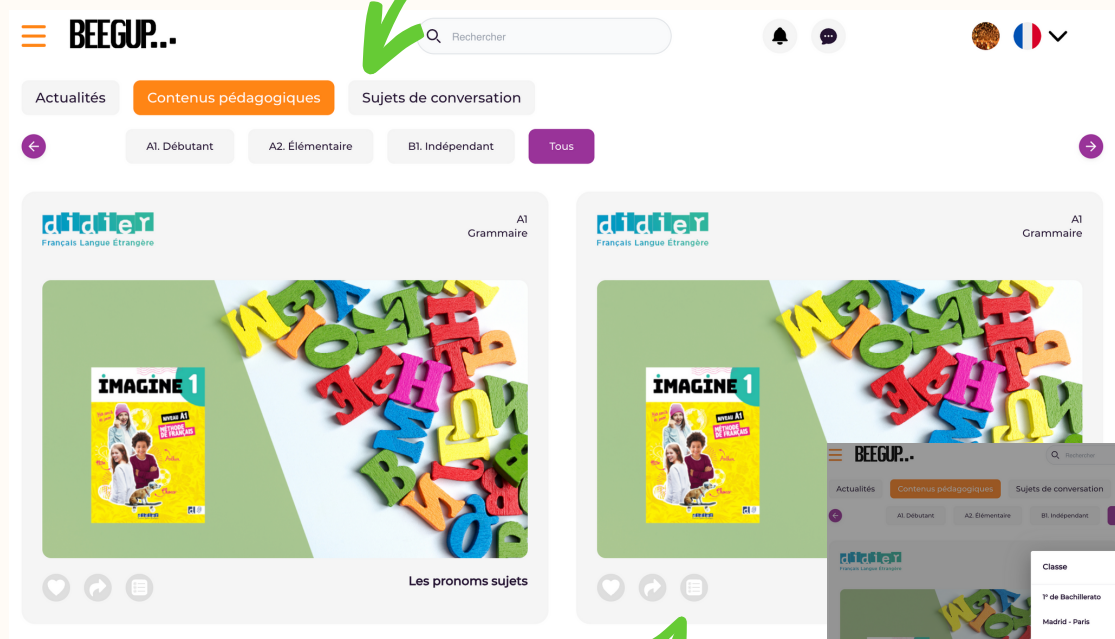 BEEGUP...
Rechercher
Actualités
Contenus pédagogiques
Sujets de conversation
A1. Débutant
A2. Élémentaire
B1. Indépendant
Tous
didier
Français Langue Étrangère
A1
Grammaire
IMAGINE 1
NIVEAU A1
MÉTHODE
DE FRANÇAIS
Les pronoms sujets
didier
Français Langue Étrangère
A1
Grammaire
IMAGINE 1
NIVEAU A1
MÉTHODE
DE FRANÇAIS
BEEGUP...
Rechercher
Actualités
Contenus pédagogiques
Sujets de conversation
A1. Débutant
A2. Élémentaire
B1. Indépendant
didier
Français Langue Étrangère
Classe
1º de Bachillerato
Madrid - Paris